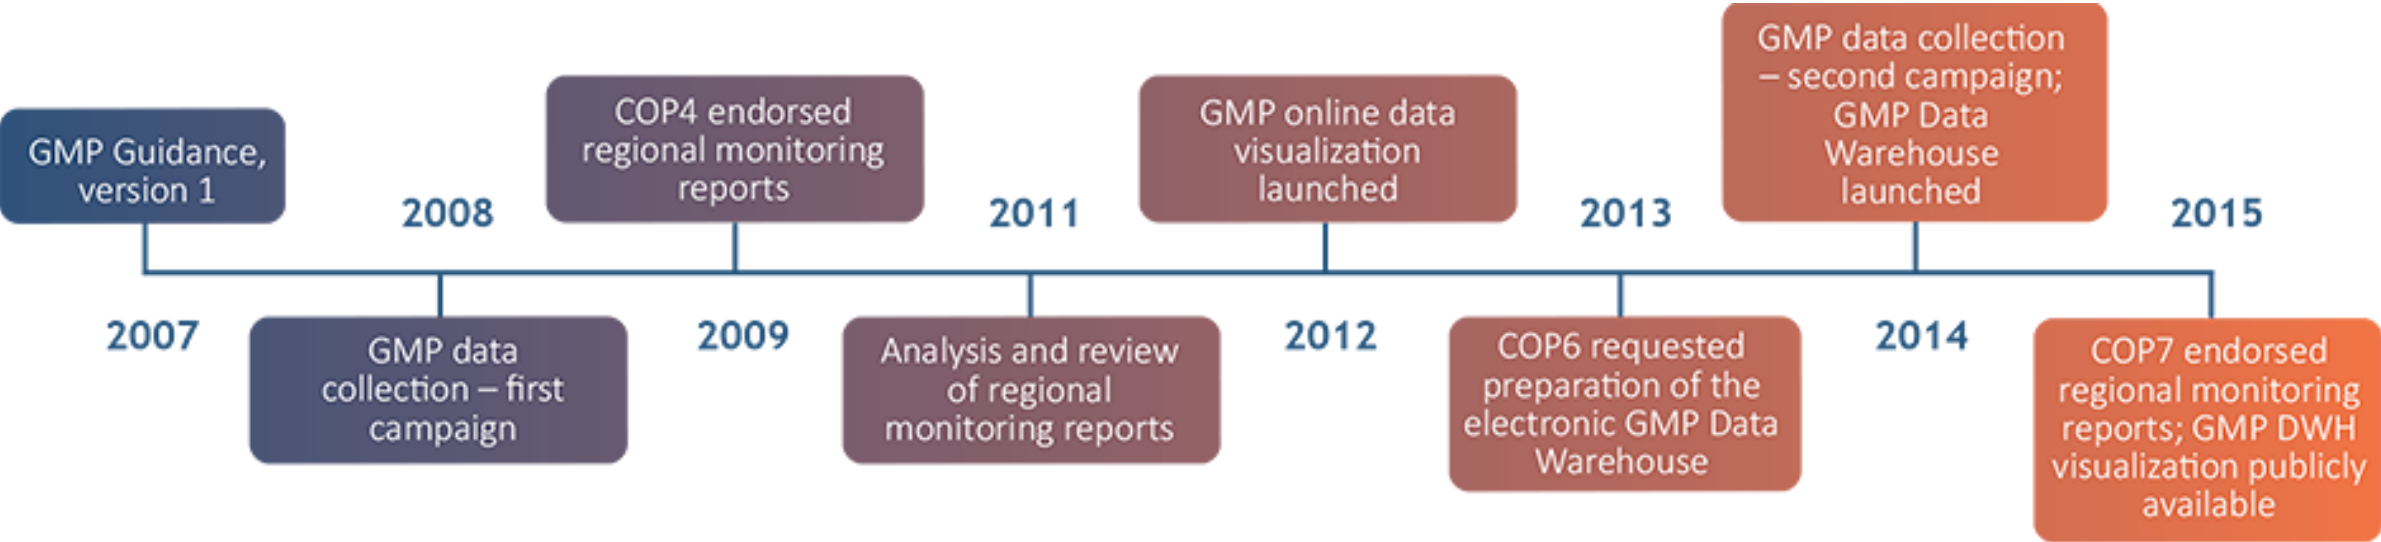 GMP Guidance,
version 1
2007
2008
GMP data
collection – first
campaign
COP4 endorsed
regional monitoring
reports
2009
2011
Analysis and review
of regional
monitoring reports
GMP online data
visualization
launched
2012
2013
COP6 requested
preparation of the
electronic GMP Data
Warehouse
GMP data collection
– second campaign;
GMP Data
Warehouse
launched
2014
2015
COP7 endorsed
regional monitoring
reports; GMP DWH
visualization publicly
available